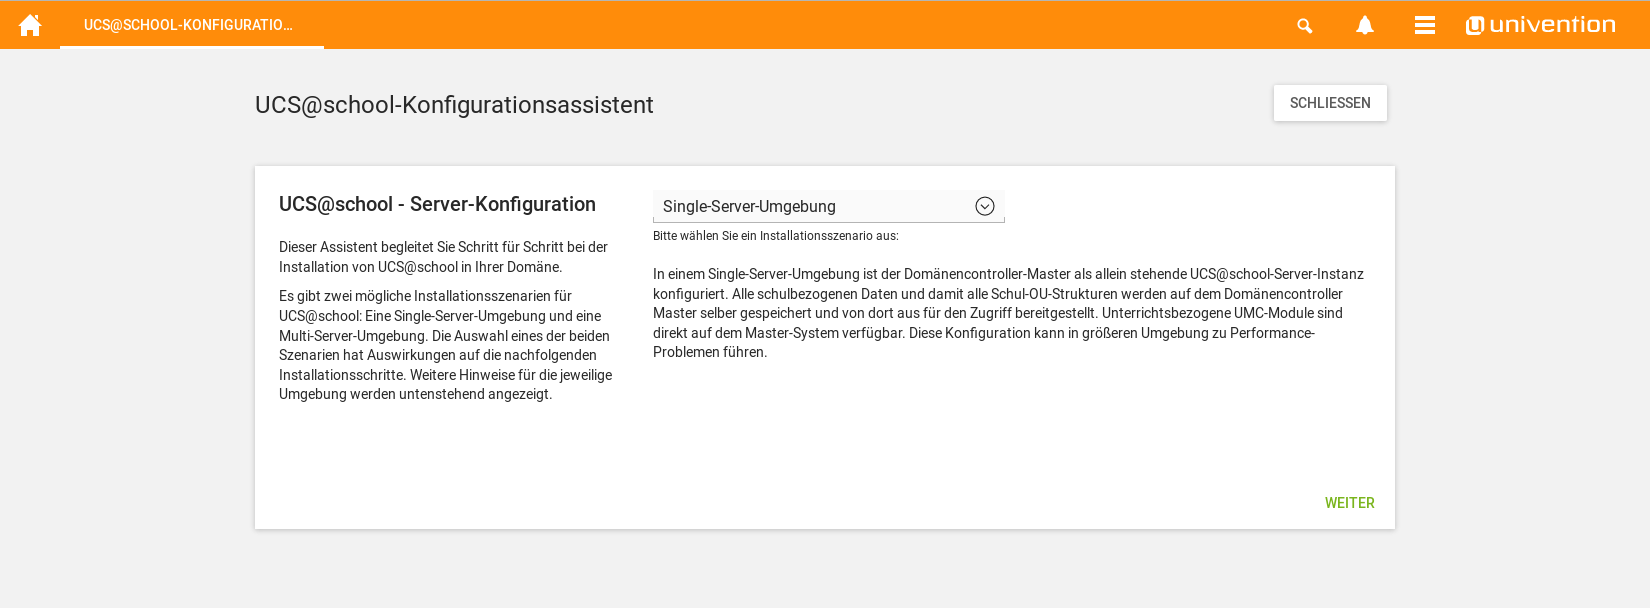 UCS@SCHOOL-KONFIGURATIO...
univention
UCS@school-Konfigurationsassistent
SCHLIESSEN
UCS@school - Server-Konfiguration
Dieser Assistent begleitet Sie Schritt für Schritt bei der
Installation von UCS@school in Ihrer Domäne.
Es gibt zwei mögliche Installationsszenarien für
UCS@school: Eine Single-Server-Umgebung und eine
Multi-Server-Umgebung. Die Auswahl eines der beiden
Szenarien hat Auswirkungen auf die nachfolgenden
Installationsschritte. Weitere Hinweise für die jeweilige
Umgebung werden untenstehend angezeigt.
Single-Server-Umgebung
Bitte wählen Sie ein Installationsszenario aus:
In einem Single-Server-Umgebung ist der Domänencontroller-Master als allein stehende UCS@school-Server-Instanz
konfiguriert. Alle schulbezogenen Daten und damit alle Schul-OU-Strukturen werden auf dem Domänencontroller
Master selber gespeichert und von dort aus für den Zugriff bereitgestellt. Unterrichtsbezogene UMC-Module sind
direkt auf dem Master-System verfügbar. Diese Konfiguration kann in größeren Umgebung zu Performance-
Problemen führen.
WEITER